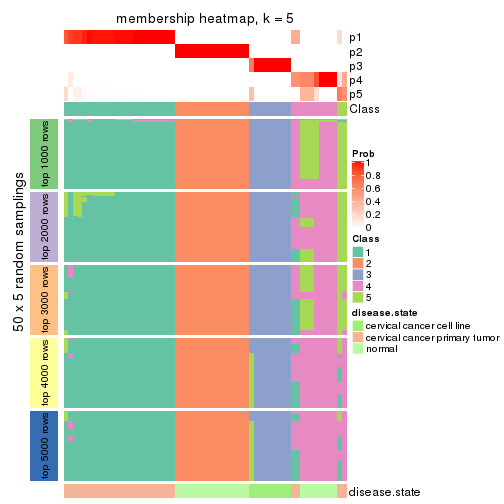 membership heatmap, k = 5
p1
p2
p3
p4
p5
Class
50 x 5 random samplings
top 1000 rows
top 2000 rows
top 3000 rows
top 4000 rows
top 5000 rows
Prob
1
0.8
0.6
0.4
0.2
0
Class
1
2
3
4
5
disease.state
cervical cancer cell line
cervical cancer primary tumor
normal
disease.state